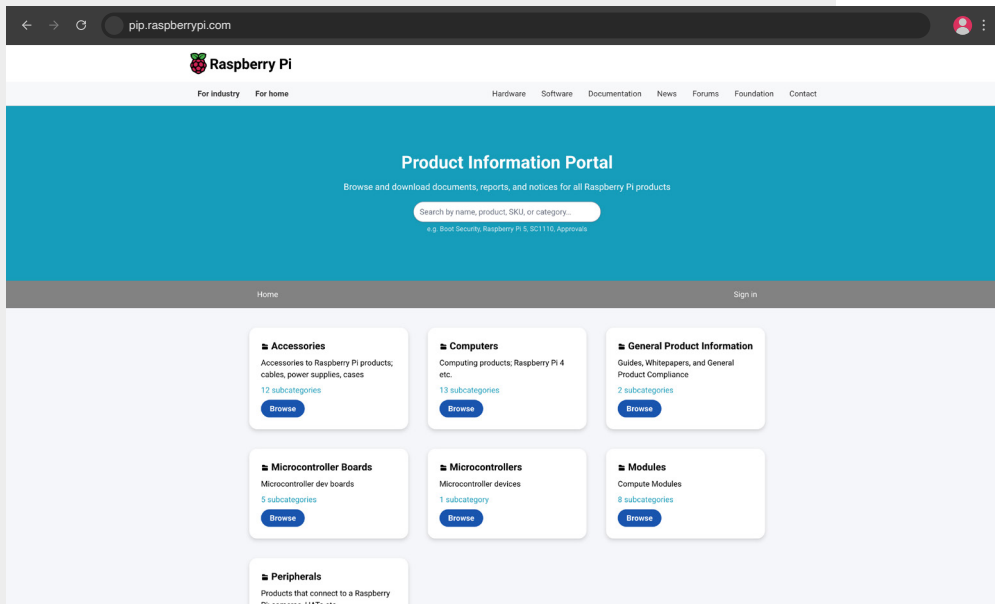 pip.raspberrypi.com
Raspberry Pi
For industry For home Hardware Software Documentation News Forums Foundation Contact
Product Information Portal
Browse and download documents, reports, and notices for all Raspberry Pi products
Search by name, product, SKU, or category...
e.g. Boot Security, Raspberry Pi 5, SC1110, Approvals
Home Sign in
Accessories
Accessories to Raspberry Pi products;
cables, power supplies, cases
12 subcategories
Browse
Computers
Computing products; Raspberry Pi 4
etc.
13 subcategories
Browse
General Product Information
Guides, Whitepapers, and General
Product Compliance
2 subcategories
Browse
Microcontroller Boards
Microcontroller dev boards
5 subcategories
Browse
Microcontrollers
Microcontroller devices
1 subcategory
Browse
Modules
Compute Modules
8 subcategories
Browse
Peripherals
Products that connect to a Raspberry